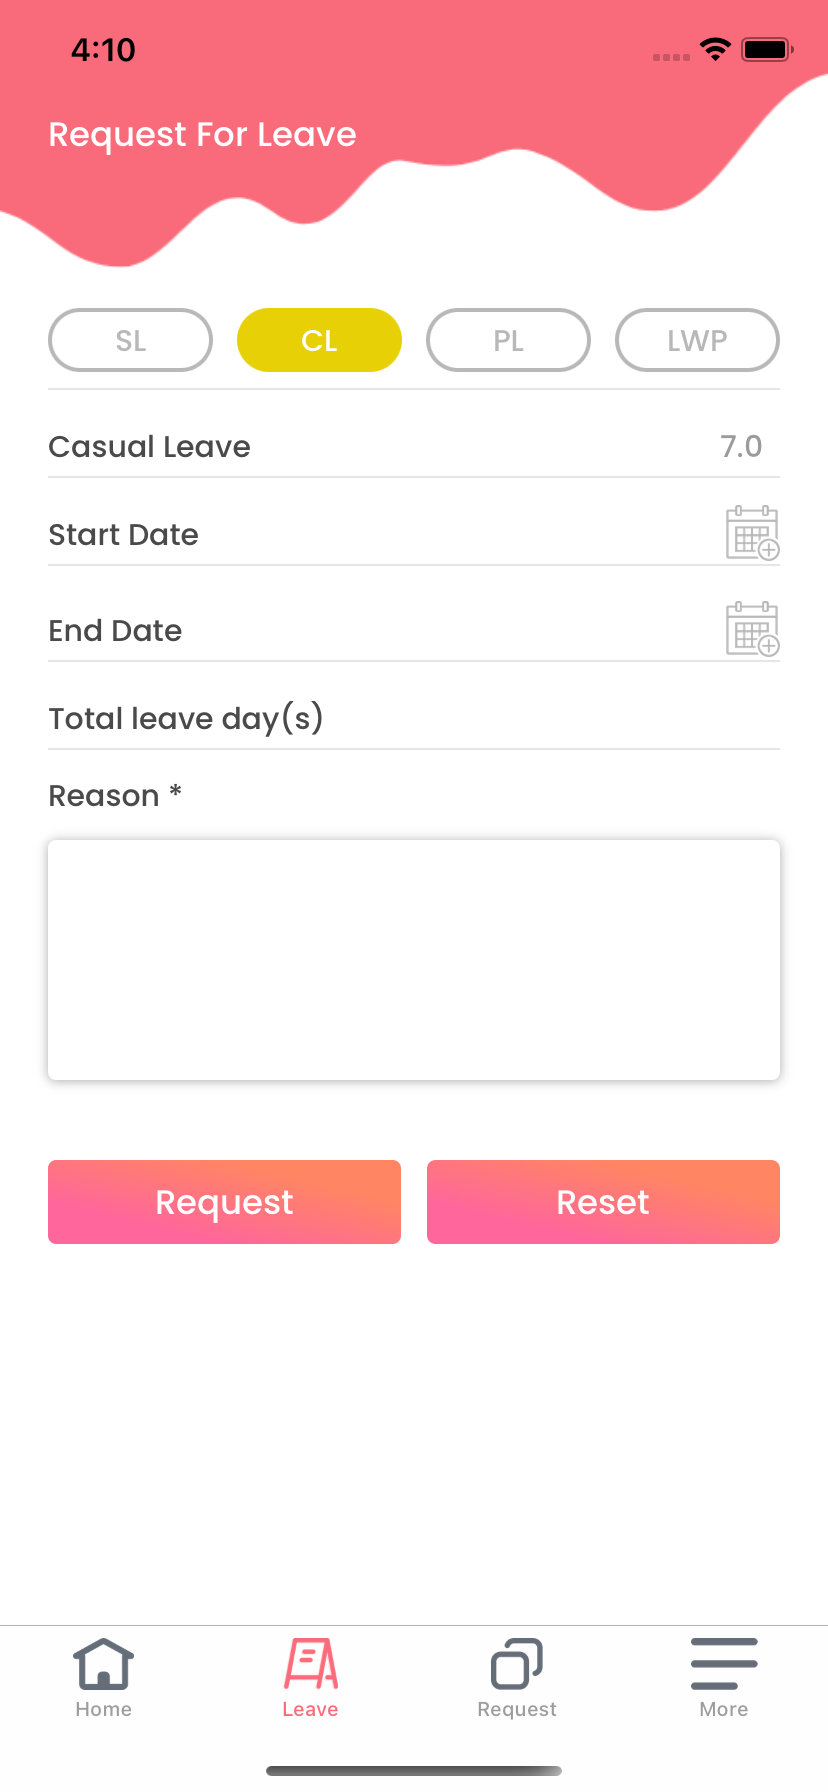 4:10
Request For Leave
SL CL PL LWP
Casual Leave 7.0
Start Date
End Date
Total leave day(s)
Reason *
Request Reset
Home Leave Request More